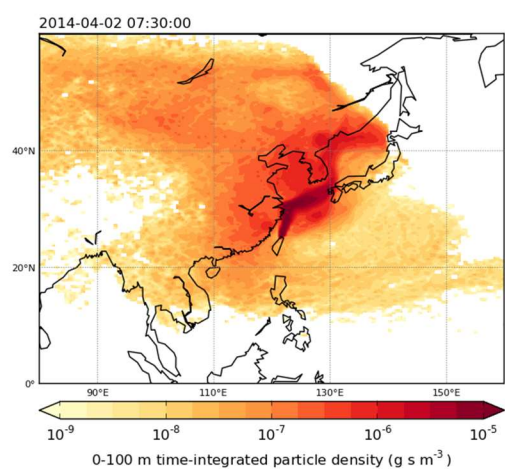 2014-04-02 07:30:00
40°N
20°N
0°
90°E 110°E 130°E 150°E
10⁻⁹ 10⁻⁸ 10⁻⁷ 10⁻⁶ 10⁻⁵
0-100 m time-integrated particle density (g s m⁻³)